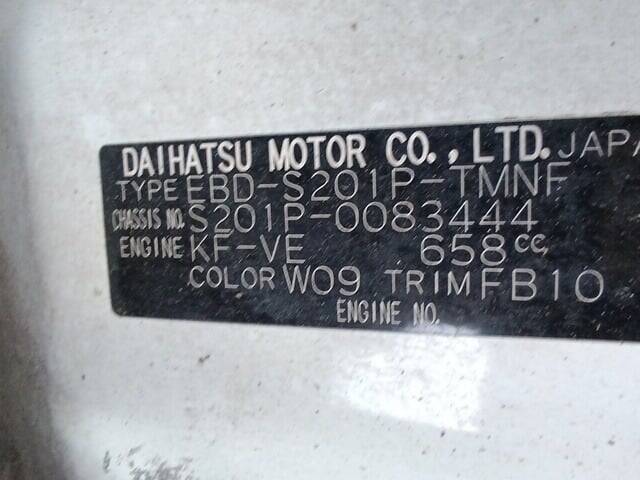 DAIHATSU MOTOR CO., LTD. JAPA
TYPE EBD-S201P-TMNF
CHASSIS NO. S201P-0083444
ENGINE KF-VE 658cc
COLOR W09 TRIM FB10
ENGINE NO.